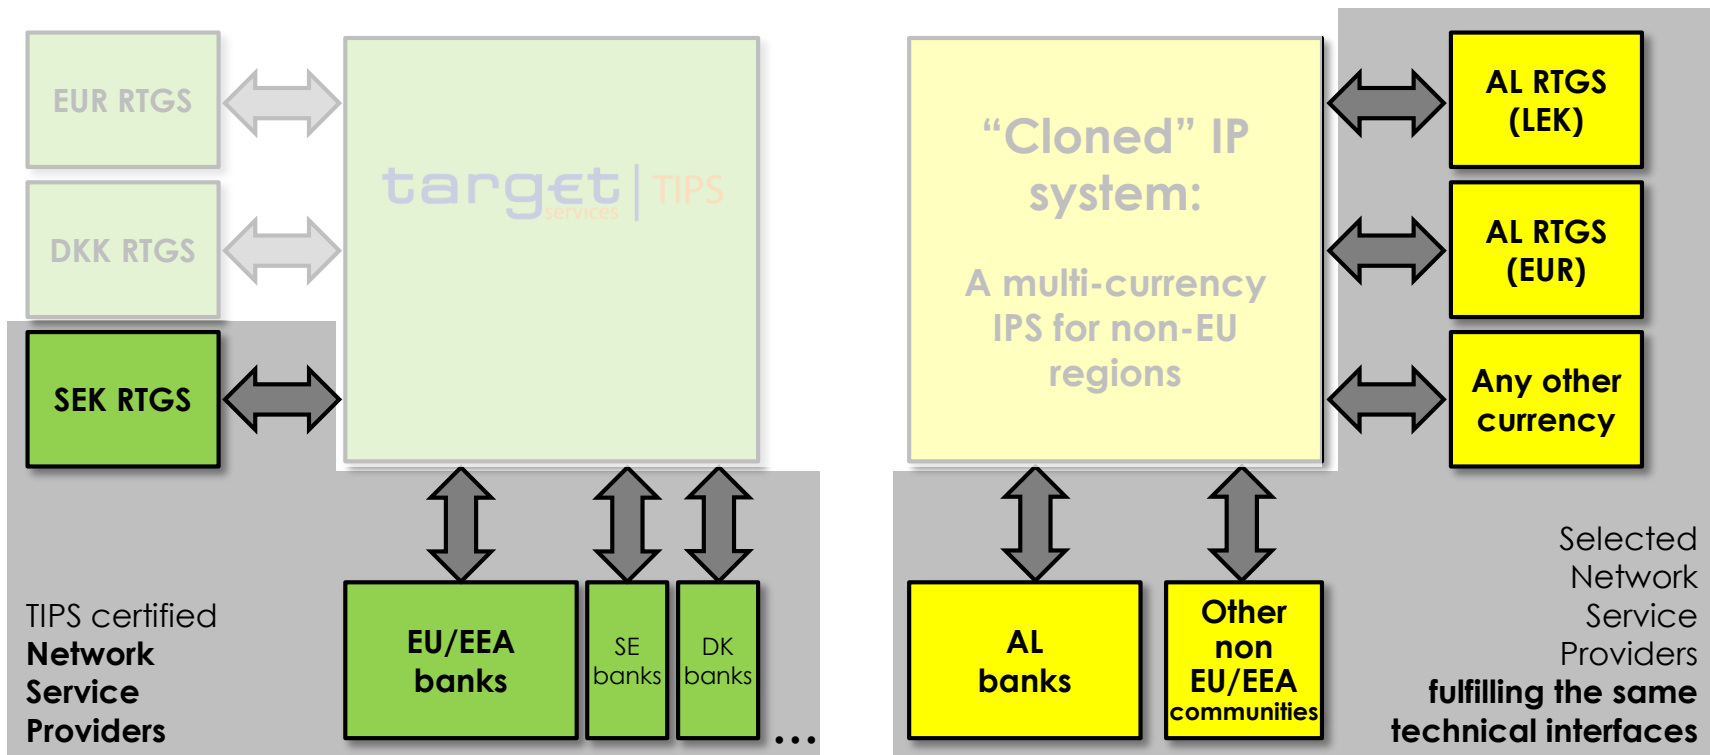 EUR RTGS
DKK RTGS
SEK RTGS
target
services
TIPS
EU/EEA
banks
SE
banks
DK
banks
...
TIPS certified
Network
Service
Providers
“Cloned” IP
system:
A multi-currency
IPS for non-EU
regions
AL RTGS
(LEK)
AL RTGS
(EUR)
Any other
currency
AL
banks
Other
non
EU/EEA
communities
Selected
Network
Service
Providers
fulfilling the same
technical interfaces